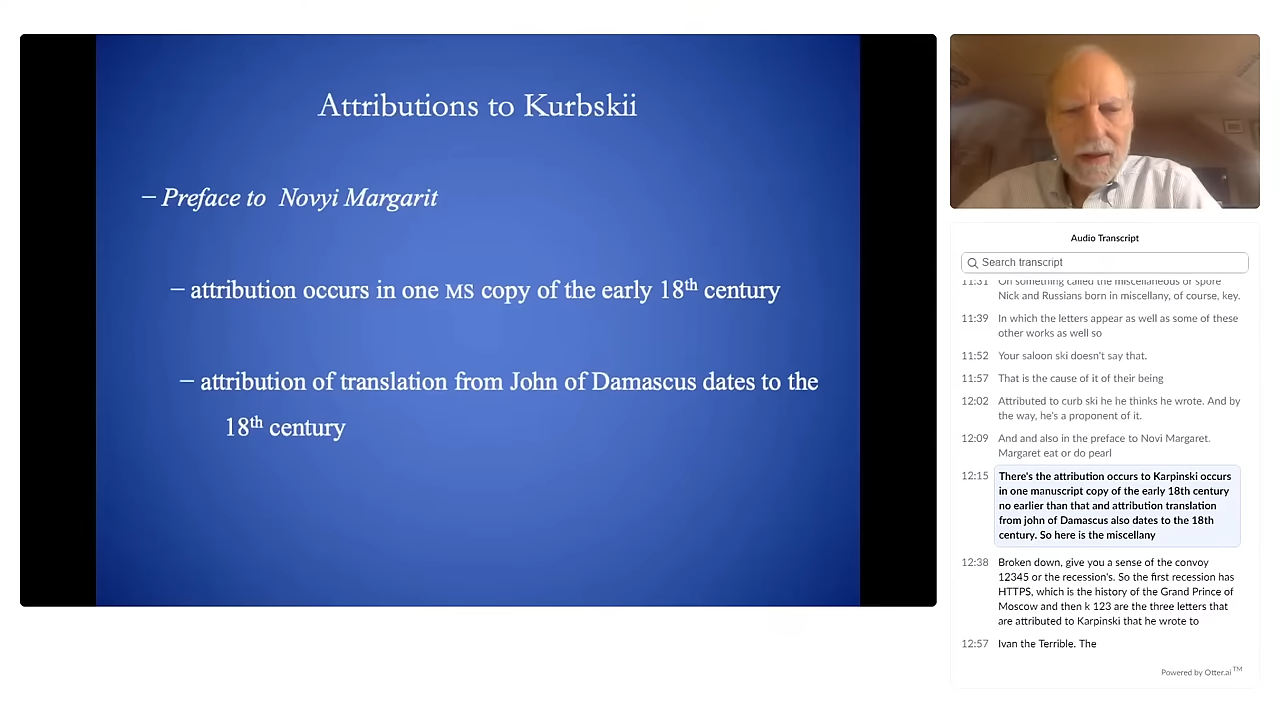 Attributions to Kurbskii
– Preface to Novyi Margarit
– attribution occurs in one MS copy of the early 18th century
– attribution of translation from John of Damascus dates to the
18th century
Audio Transcript
Search transcript
11:31 On something called the miscellaneous or spore
Nick and Russians born in miscellany, of course, key.
11:39 In which the letters appear as well as some of these
other works as well so
11:52 Your saloon ski doesn't say that.
11:57 That is the cause of it of their being
12:02 Attributed to curb ski he he thinks he wrote. And by
the way, he's a proponent of it.
12:09 And and also in the preface to Novi Margaret.
Margaret eat or do pearl
12:15 There's the attribution occurs to Karpinski occurs
in one manuscript copy of the early 18th century
no earlier than that and attribution translation
from john of Damascus also dates to the 18th
century. So here is the miscellany
12:38 Broken down, give you a sense of the convoy
12345 or the recession's. So the first recession has
HTTPS, which is the history of the Grand Prince of
Moscow and then k 123 are the three letters that
are attributed to Karpinski that he wrote to
12:57 Ivan the Terrible. The
Powered by Otter.ai TM